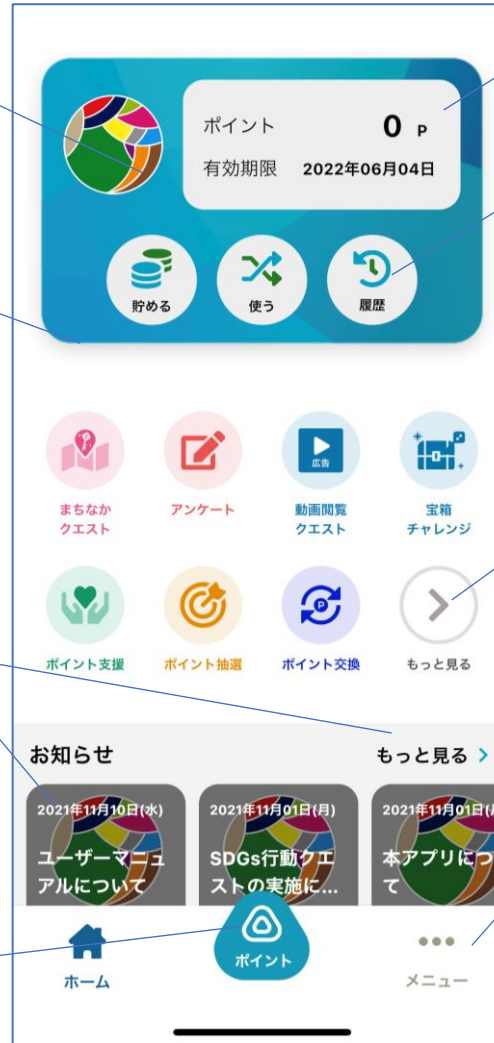 ポイント 0 P
有効期限 2022年06月04日
貯める 使う 履歴
まちなか
クエスト
アンケート
広告
動画閲覧
クエスト
宝箱
チャレンジ
P
ポイント支援 ポイント抽選 ポイント交換 もっと見る
お知らせ もっと見る
2021年11月10日(水)
ユーザーマニュ
アルについて
2021年11月01日(月)
SDGs行動クエ
ストの実施に...
2021年11月01日(
本アプリにつ
て
ホーム ポイント メニュー